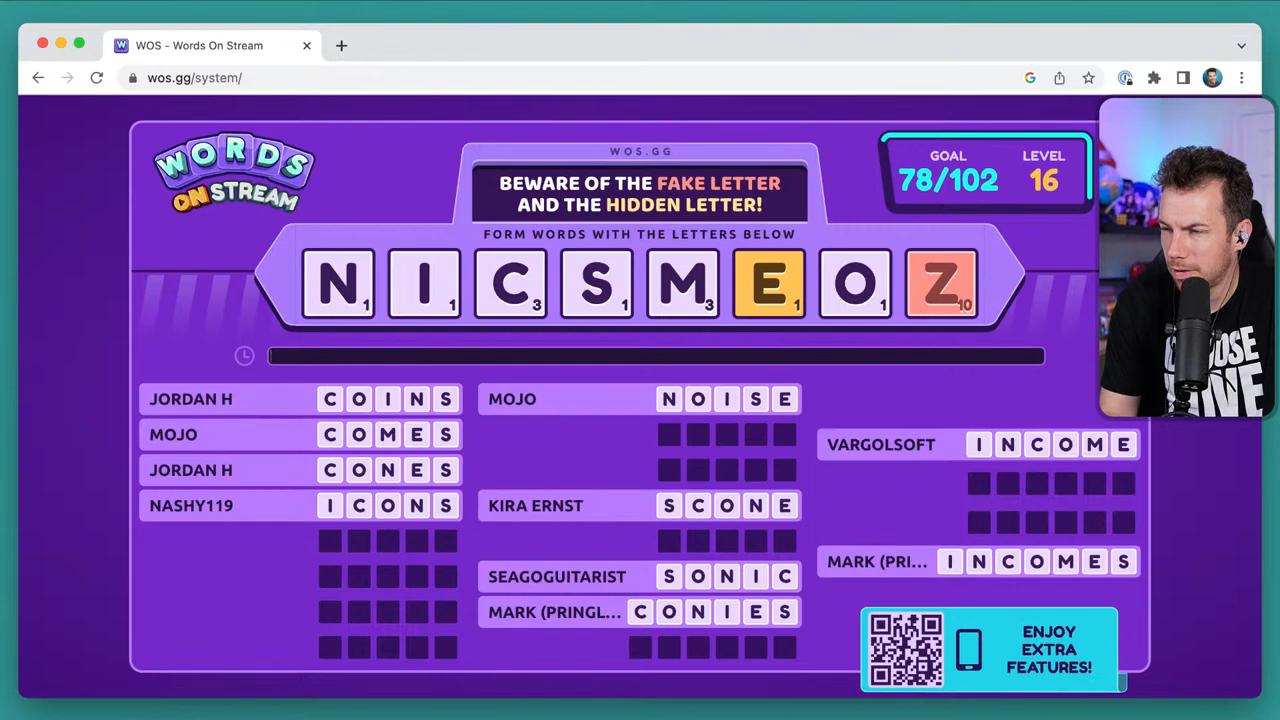 WOS - Words On Stream
wos.gg/system/
WORDS
ON STREAM
WOS.GG
BEWARE OF THE FAKE LETTER
AND THE HIDDEN LETTER!
GOAL
78/102
LEVEL
16
FORM WORDS WITH THE LETTERS BELOW
N1 I1 C3 S1 M3 E1 O1 Z10
JORDAN H COINS
MOJO COMES
JORDAN H CONES
NASHY119 ICONS
MOJO NOISE
KIRA ERNST SCONE
SEAGOGUITARIST SONIC
MARK (PRINGL... CONIES
VARGOLSOFT INCOME
MARK (PRI... INCOMES
ENJOY
EXTRA
FEATURES!